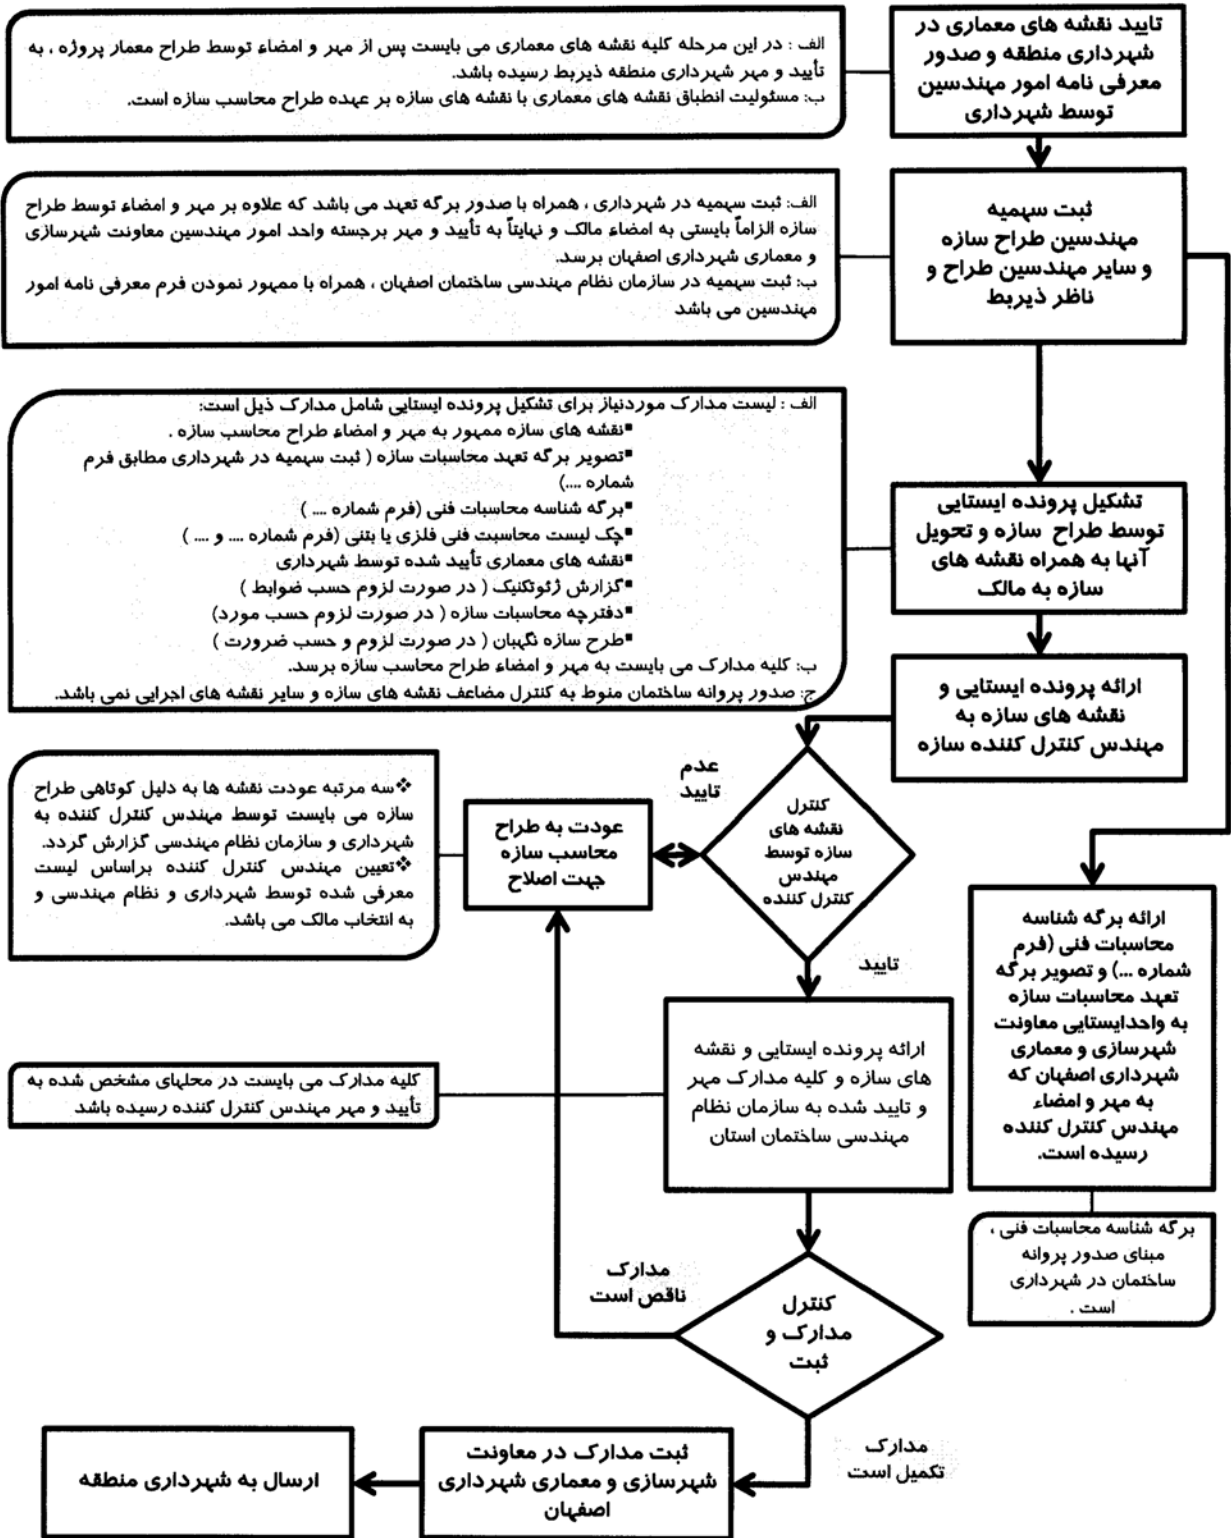 تایید نقشه های معماری در
شهرداری منطقه و صدور
معرفی نامه امور مهندسین
توسط شهرداری
الف : در این مرحله کلیه نقشه های معماری می بایست پس از مهر و امضاء توسط طراح معمار پروژه ، به
تأیید و مهر شهرداری منطقه ذیربط رسیده باشد.
ب: مسئولیت انطباق نقشه های معماری با نقشه های سازه بر عهده طراح محاسب سازه است.
ثبت سهمیه
مهندسین طراح سازه
و سایر مهندسین طراح و
ناظر ذیربط
الف: ثبت سهمیه در شهرداری ، همراه با صدور برگه تعهد می باشد که علاوه بر مهر و امضاء توسط طراح
سازه الزاماً بایستی به امضاء مالک و نهایتاً به تأیید و مهر برجسته واحد امور مهندسین معاونت شهرسازی
و معماری شهرداری اصفهان برسد.
ب: ثبت سهمیه در سازمان نظام مهندسی ساختمان اصفهان ، همراه با ممهور نمودن فرم معرفی نامه امور
مهندسین می باشد
تشکیل پرونده ایستایی
توسط طراح سازه و تحویل
آنها به همراه نقشه های
سازه به مالک
الف : لیست مدارک موردنیاز برای تشکیل پرونده ایستایی شامل مدارک ذیل است:
▪نقشه های سازه ممهور به مهر و امضاء طراح محاسب سازه .
▪تصویر برگه تعهد محاسبات سازه ( ثبت سهمیه در شهرداری مطابق فرم
شماره ....)
▪برگه شناسه محاسبات فنی (فرم شماره .... )
▪چک لیست محاسبت فنی فلزی یا بتنی (فرم شماره .... و .... )
▪نقشه های معماری تأیید شده توسط شهرداری
▪گزارش ژئوتکنیک ( در صورت لزوم حسب ضوابط )
▪دفترچه محاسبات سازه ( در صورت لزوم حسب مورد)
▪طرح سازه نگهبان ( در صورت لزوم و حسب ضرورت )
ب: کلیه مدارک می بایست به مهر و امضاء طراح محاسب سازه برسد.
ج: صدور پروانه ساختمان منوط به کنترل مضاعف نقشه های سازه و سایر نقشه های اجرایی نمی باشد.
ارائه پرونده ایستایی و
نقشه های سازه به
مهندس کنترل کننده سازه
کنترل
نقشه های
سازه توسط
مهندس
کنترل کننده
عدم
تایید
عودت به طراح
محاسب سازه
جهت اصلاح
❖سه مرتبه عودت نقشه ها به دلیل کوتاهی طراح
سازه می بایست توسط مهندس کنترل کننده به
شهرداری و سازمان نظام مهندسی گزارش گردد.
❖تعیین مهندس کنترل کننده براساس لیست
معرفی شده توسط شهرداری و نظام مهندسی و
به انتخاب مالک می باشد.
تایید
ارائه برگه شناسه
محاسبات فنی (فرم
شماره ...) و تصویر برگه
تعهد محاسبات سازه
به واحدایستایی معاونت
شهرسازی و معماری
شهرداری اصفهان که
به مهر و امضاء
مهندس کنترل کننده
رسیده است.
ارائه پرونده ایستایی و نقشه
های سازه و کلیه مدارک مهر
و تایید شده به سازمان نظام
مهندسی ساختمان استان
کلیه مدارک می بایست در محلهای مشخص شده به
تأیید و مهر مهندس کنترل کننده رسیده باشد
برگه شناسه محاسبات فنی ،
مبنای صدور پروانه
ساختمان در شهرداری
است .
مدارک
ناقص است
کنترل
مدارک و
ثبت
مدارک
تکمیل است
ثبت مدارک در معاونت
شهرسازی و معماری شهرداری
اصفهان
ارسال به شهرداری منطقه